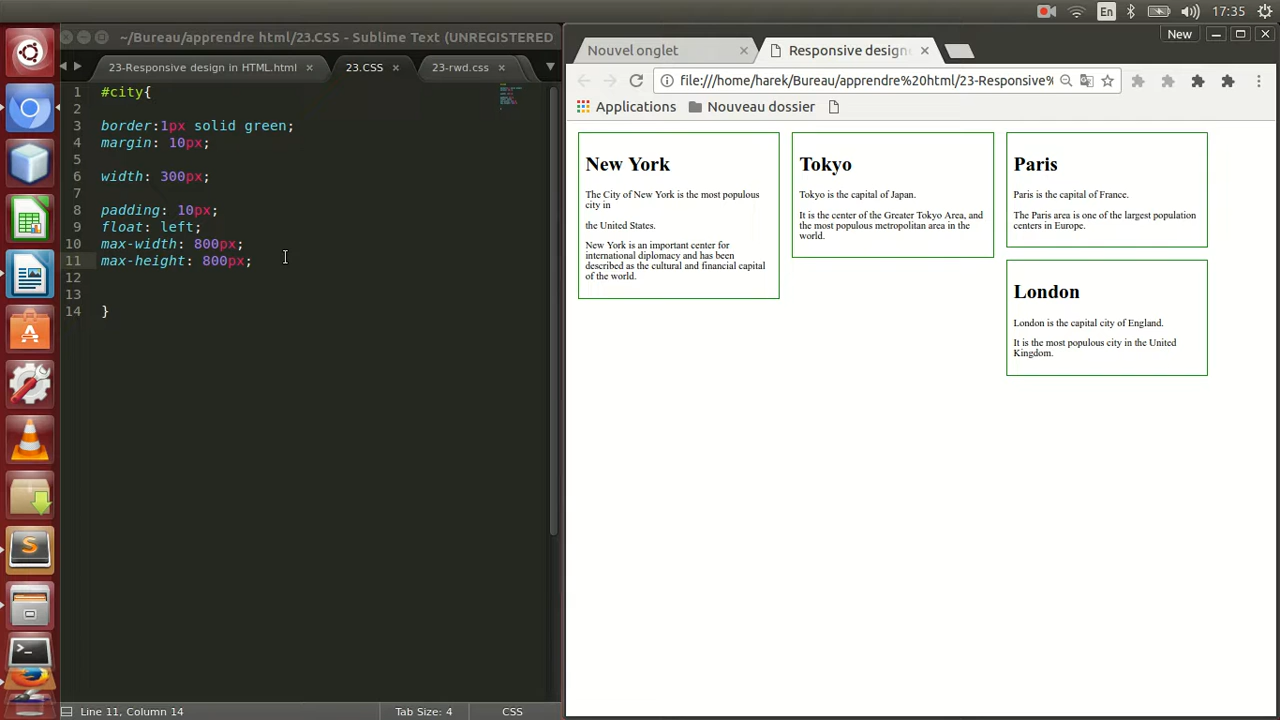 En
17:35
~/Bureau/apprendre html/23.CSS - Sublime Text (UNREGISTERED
23-Responsive design in HTML.html
23.CSS
23-rwd.css
1 #city{
2
3 border:1px solid green;
4 margin: 10px;
5
6 width: 300px;
7
8 padding: 10px;
9 float: left;
10 max-width: 800px;
11 max-height: 800px;
12
13
14 }
Line 11, Column 14
Tab Size: 4
CSS
New
Nouvel onglet
Responsive design
file:///home/harek/Bureau/apprendre%20html/23-Responsive%
Applications
Nouveau dossier
New York
The City of New York is the most populous
city in
the United States.
New York is an important center for
international diplomacy and has been
described as the cultural and financial capital
of the world.
Tokyo
Tokyo is the capital of Japan.
It is the center of the Greater Tokyo Area, and
the most populous metropolitan area in the
world.
Paris
Paris is the capital of France.
The Paris area is one of the largest population
centers in Europe.
London
London is the capital city of England.
It is the most populous city in the United
Kingdom.